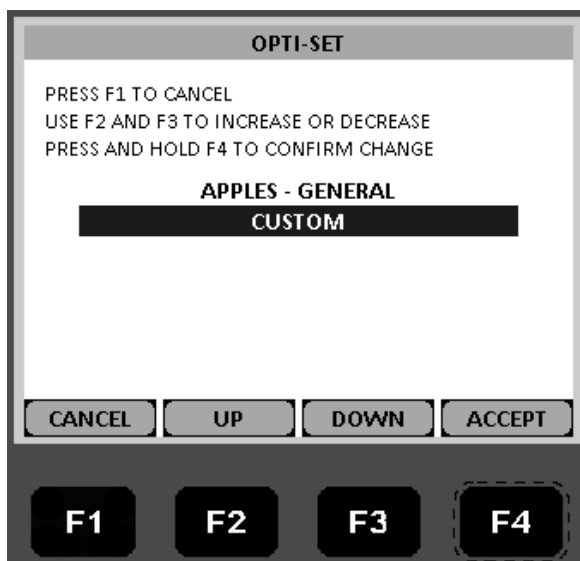 OPTI-SET
PRESS F1 TO CANCEL
USE F2 AND F3 TO INCREASE OR DECREASE
PRESS AND HOLD F4 TO CONFIRM CHANGE
APPLES - GENERAL
CUSTOM
CANCEL UP DOWN ACCEPT
F1 F2 F3 F4